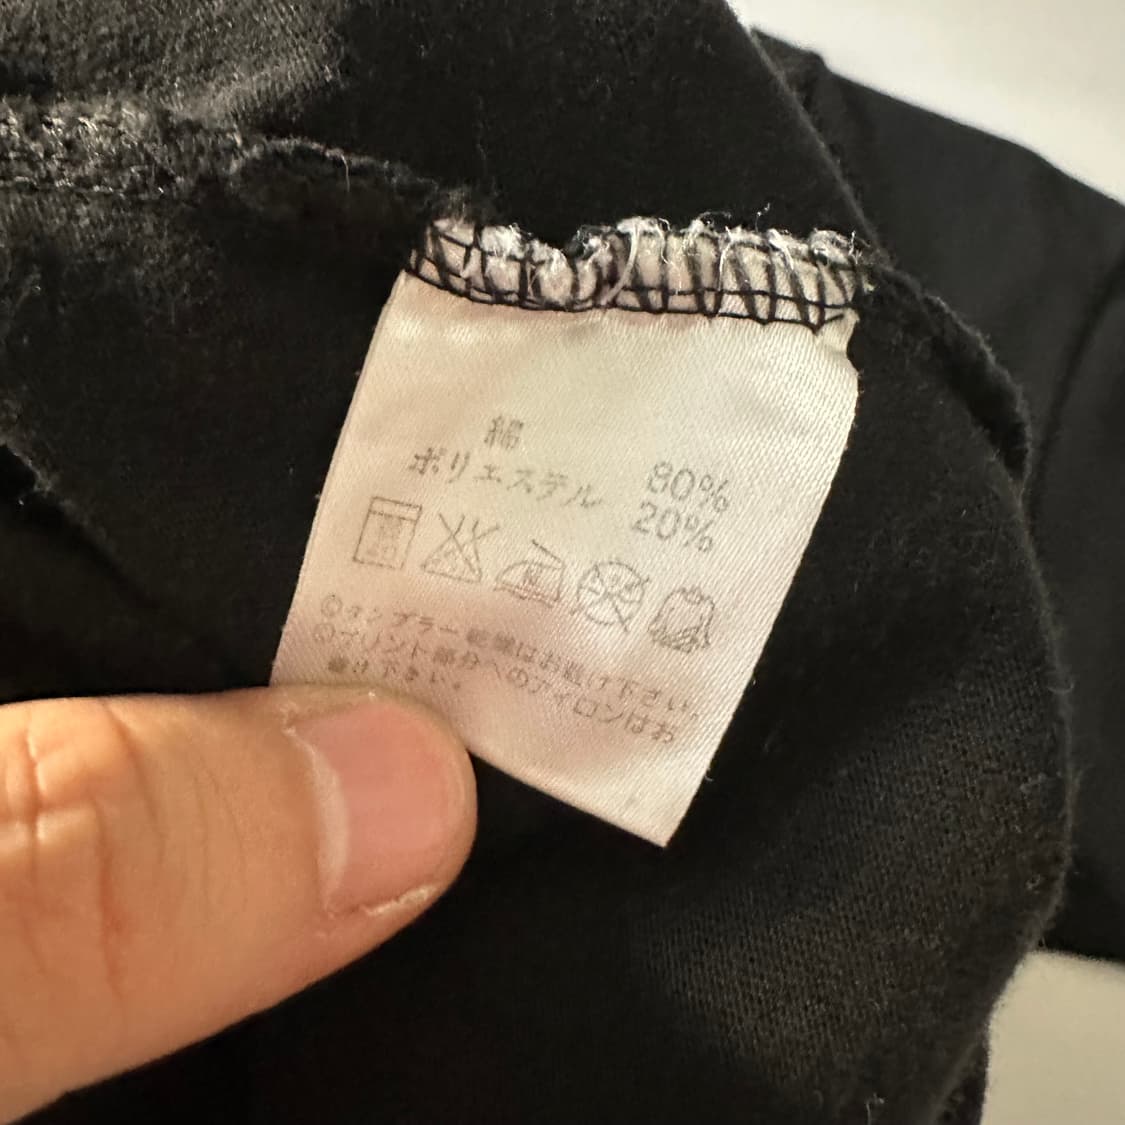 綿 80%
ポリエステル 20%
◎タンブラー乾燥はお避け下さい。
◎プリント部分へのアイロンはお
避け下さい。